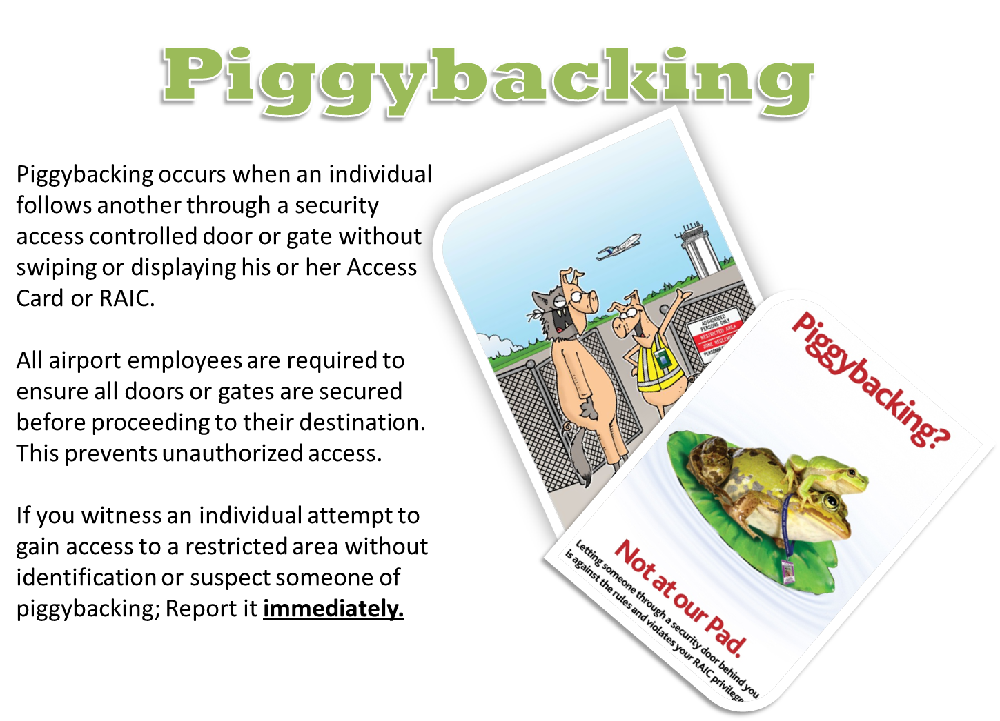 Piggybacking
Piggybacking occurs when an individual
follows another through a security
access controlled door or gate without
swiping or displaying his or her Access
Card or RAIC.
All airport employees are required to
ensure all doors or gates are secured
before proceeding to their destination.
This prevents unauthorized access.
If you witness an individual attempt to
gain access to a restricted area without
identification or suspect someone of
piggybacking; Report it immediately.
AUTHORIZED
PERSONS ONLY
RESTRICTED AREA
ZONE
Piggybacking?
Not at our Pad.
Letting someone through a security door behind you
is against the rules and violates your RAIC privilege